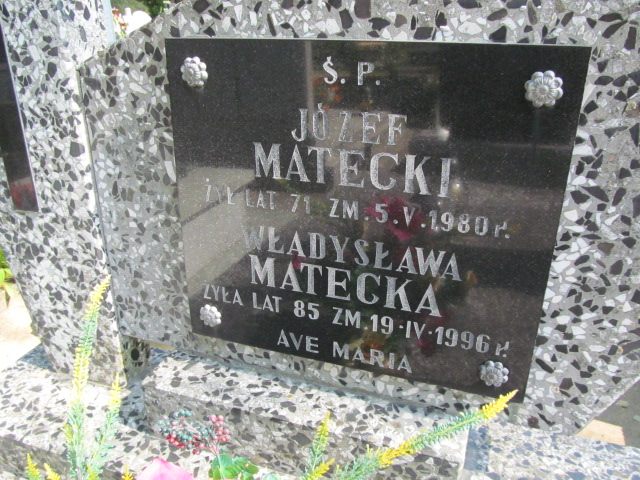 Ś. P.
JÓZEF
MATECKI
ŻYŁ LAT 71 ZM. 5.V.1980 r.
WŁADYSŁAWA
MATECKA
ŻYŁA LAT 85 ZM.19.IV.1996 r.
AVE MARIA